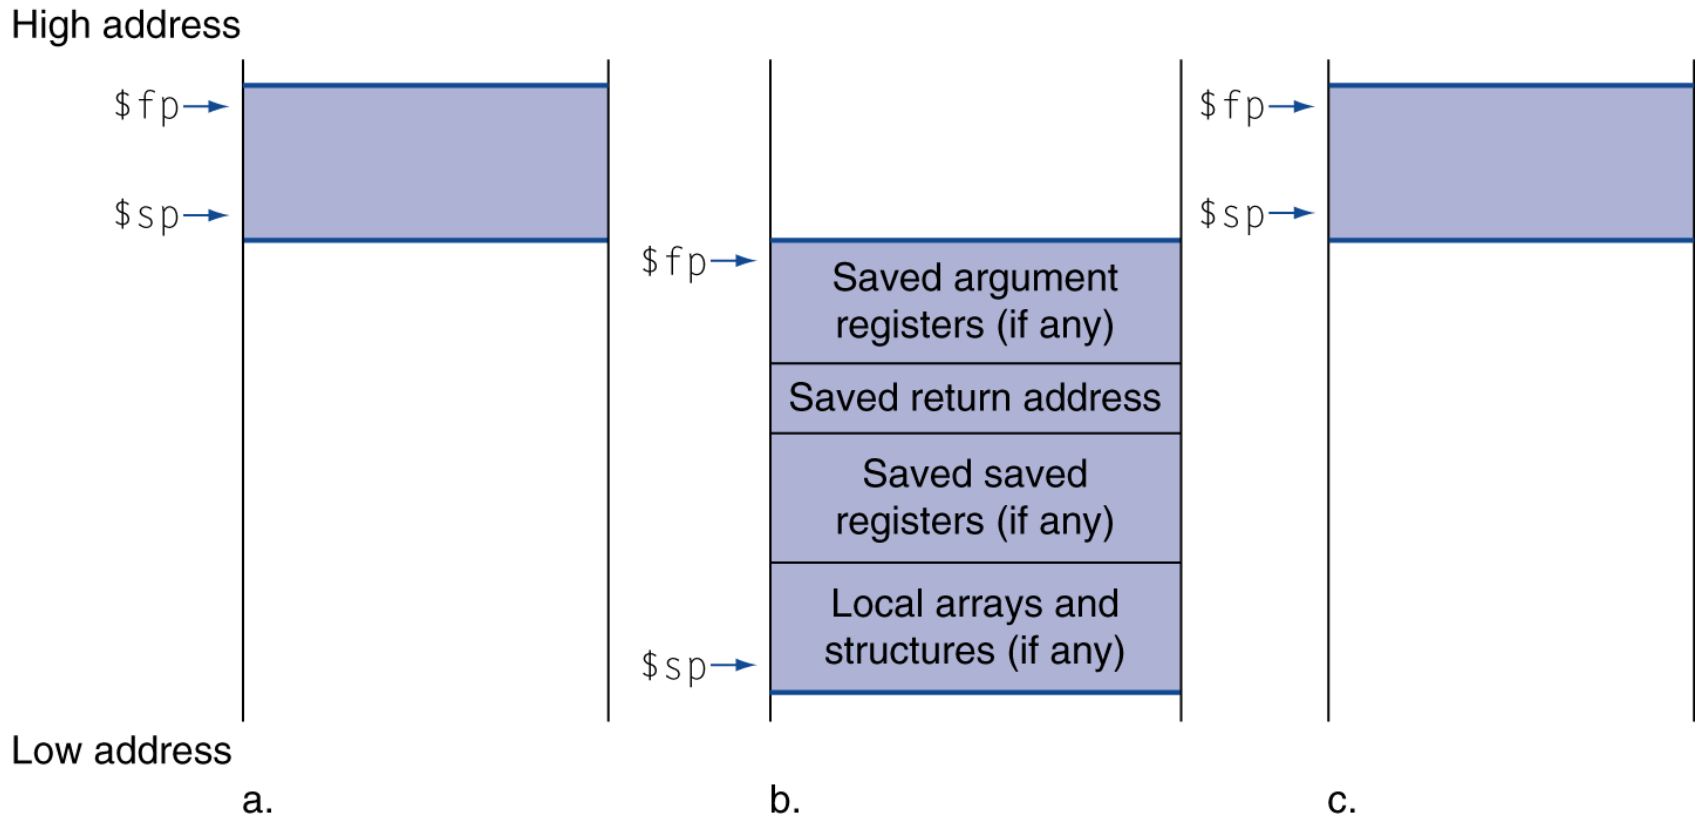 High address
$fp
$sp
$fp
Saved argument
registers (if any)
Saved return address
Saved saved
registers (if any)
Local arrays and
structures (if any)
$sp
$fp
$sp
Low address
a.
b.
c.